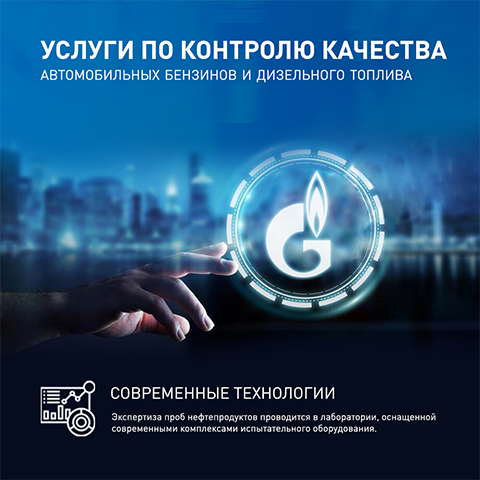 УСЛУГИ ПО КОНТРОЛЮ КАЧЕСТВА
АВТОМОБИЛЬНЫХ БЕНЗИНОВ И ДИЗЕЛЬНОГО ТОПЛИВА
СОВРЕМЕННЫЕ ТЕХНОЛОГИИ
Экспертиза проб нефтепродуктов проводится в лаборатории, оснащенной
современными комплексами испытательного оборудования.